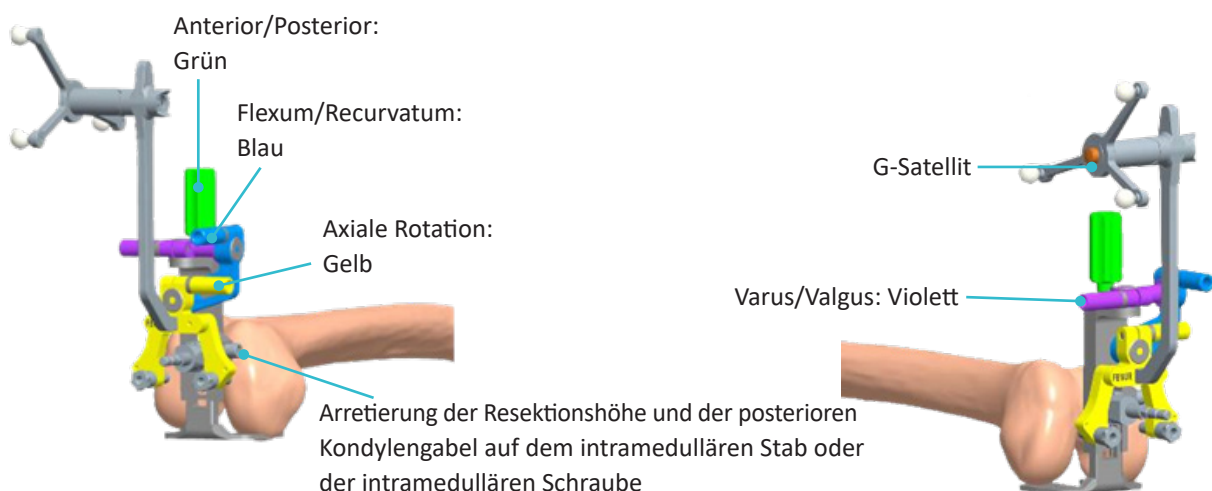 Anterior/Posterior:
Grün
Flexum/Recurvatum:
Blau
Axiale Rotation:
Gelb
Arretierung der Resektionshöhe und der posterioren
Kondylengabel auf dem intramedullären Stab oder
der intramedullären Schraube
G-Satellit
Varus/Valgus: Violett
FEMUR